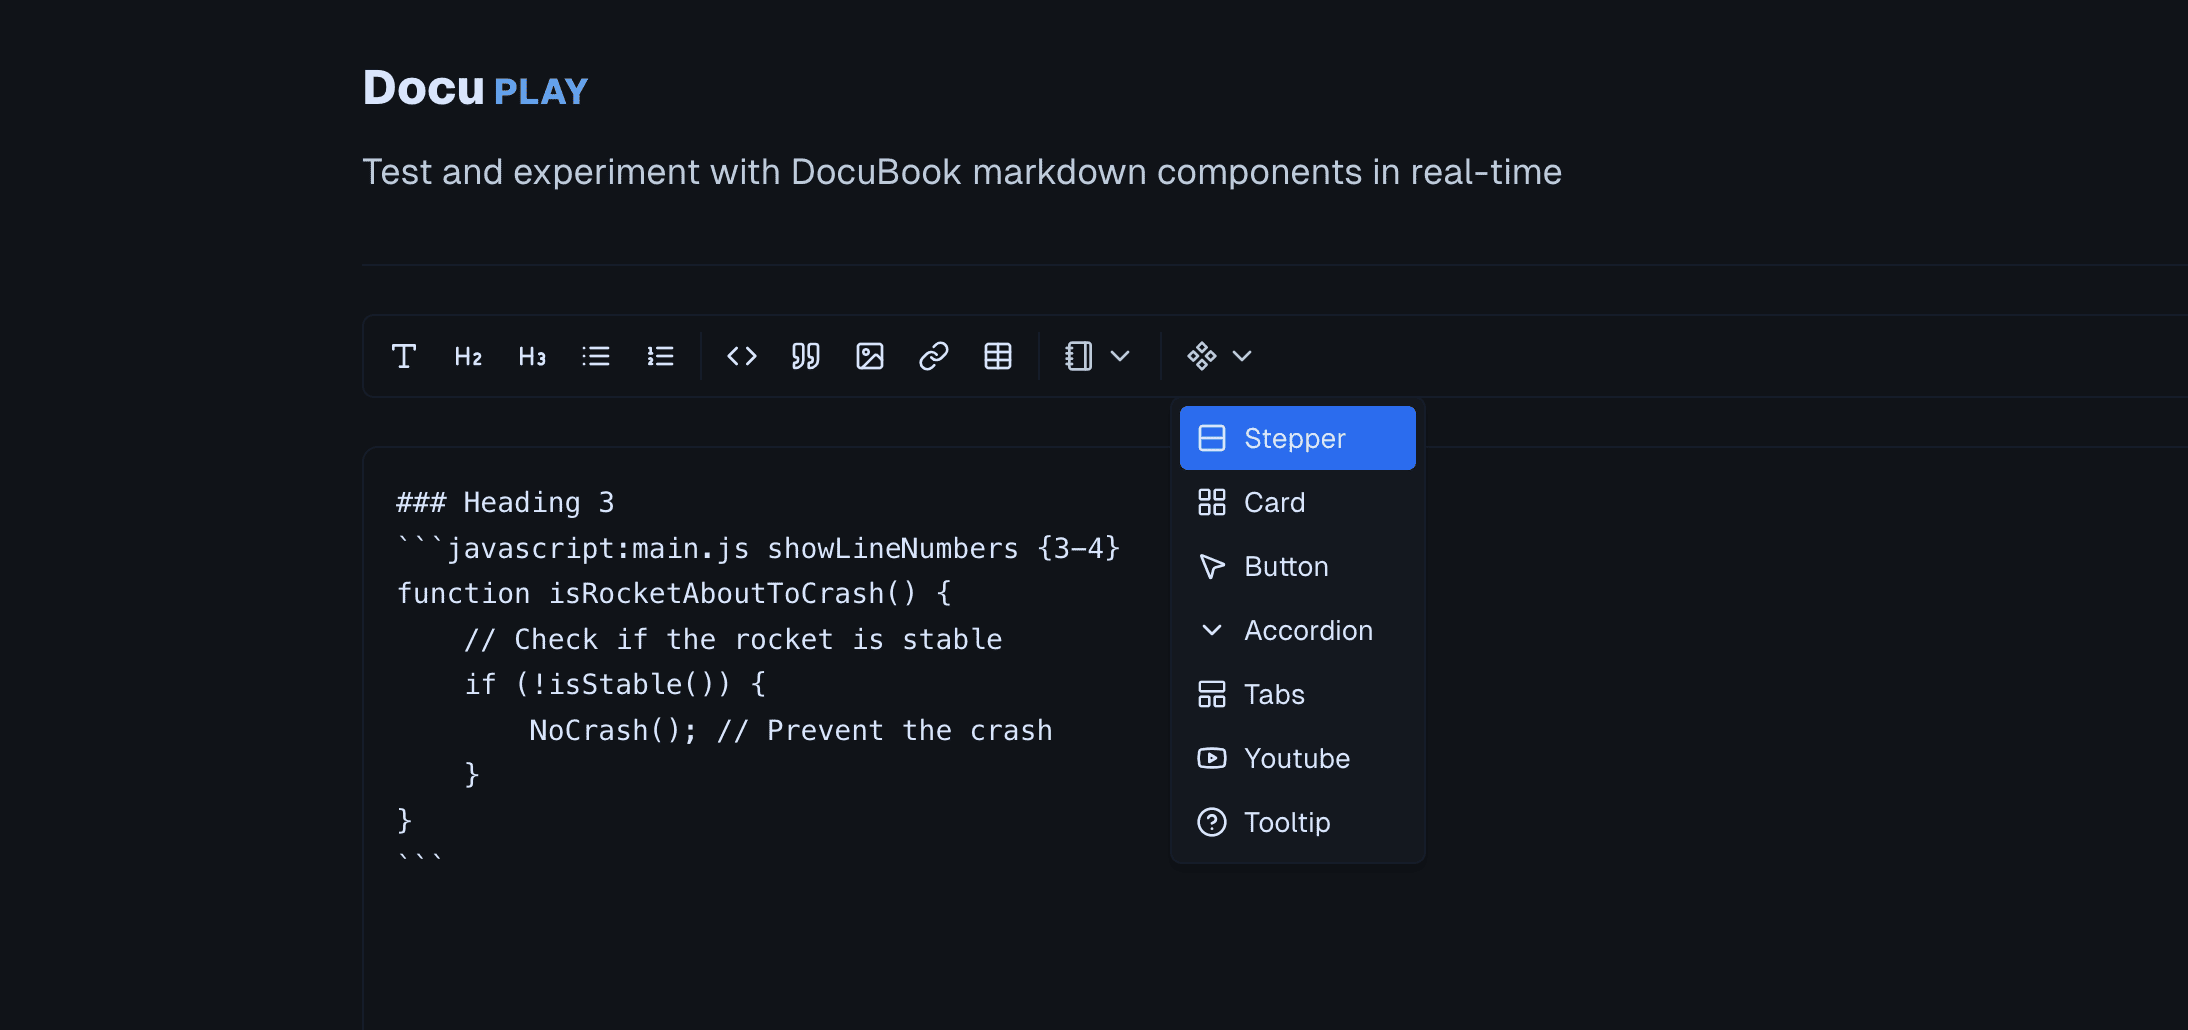 Docu PLAY
Test and experiment with DocuBook markdown components in real-time
H2 H3
### Heading 3
```javascript:main.js showLineNumbers {3-4}
function isRocketAboutToCrash() {
    // Check if the rocket is stable
    if (!isStable()) {
        NoCrash(); // Prevent the crash
    }
}
```
Stepper
Card
Button
Accordion
Tabs
Youtube
Tooltip